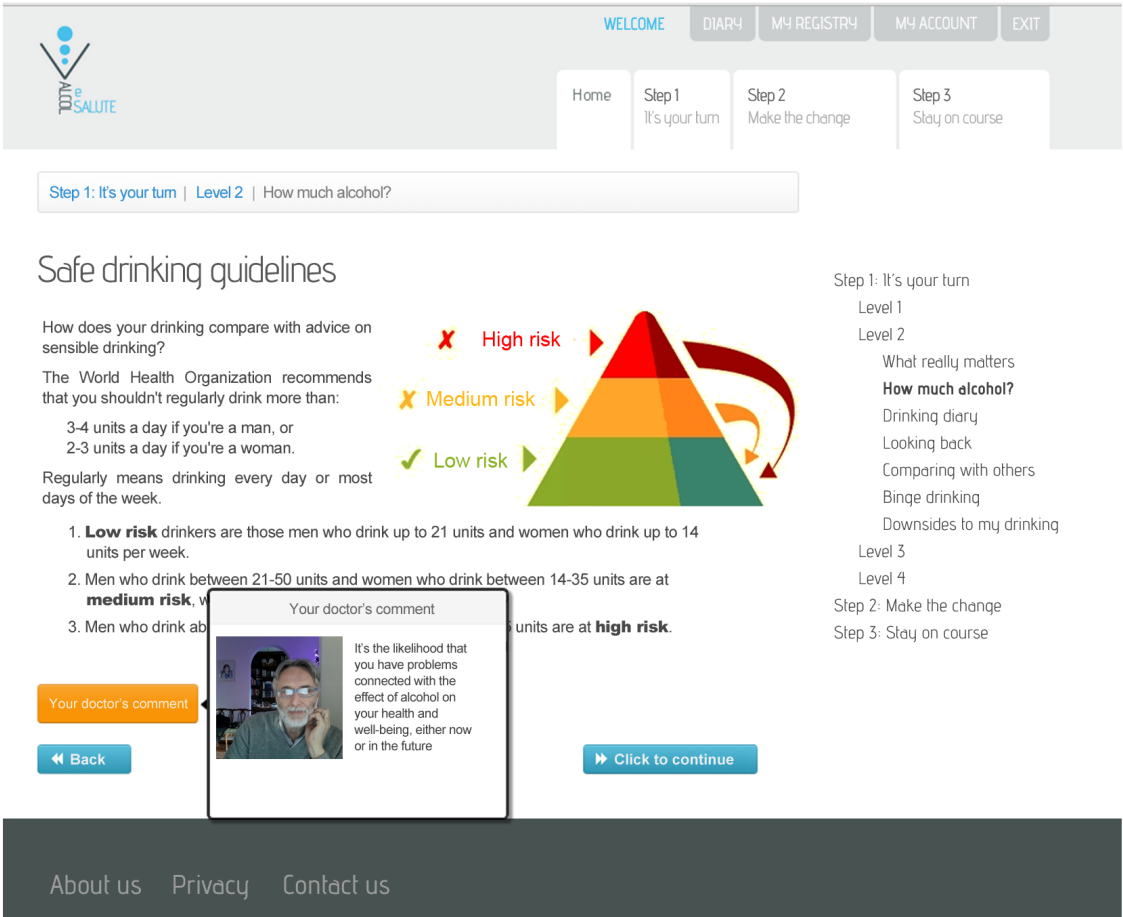 WELCOME
DIARY
MY REGISTRY
MY ACCOUNT
EXIT
ALCOL
e
SALUTE
Home
Step 1
It's your turn
Step 2
Make the change
Step 3
Stay on course
Step 1: It's your turn | Level 2 | How much alcohol?
Safe drinking guidelines
How does your drinking compare with advice on
sensible drinking?
The World Health Organization recommends
that you shouldn't regularly drink more than:
3-4 units a day if you're a man, or
2-3 units a day if you're a woman.
Regularly means drinking every day or most
days of the week.
✗ High risk
✗ Medium risk
✓ Low risk
1. Low risk drinkers are those men who drink up to 21 units and women who drink up to 14
units per week.
2. Men who drink between 21-50 units and women who drink between 14-35 units are at
medium risk, w
3. Men who drink ab
units are at high risk.
Your doctor's comment
Your doctor's comment
It's the likelihood that
you have problems
connected with the
effect of alcohol on
your health and
well-being, either now
or in the future
Back
Click to continue
Step 1: It's your turn
Level 1
Level 2
What really matters
How much alcohol?
Drinking diary
Looking back
Comparing with others
Binge drinking
Downsides to my drinking
Level 3
Level 4
Step 2: Make the change
Step 3: Stay on course
About us
Privacy
Contact us